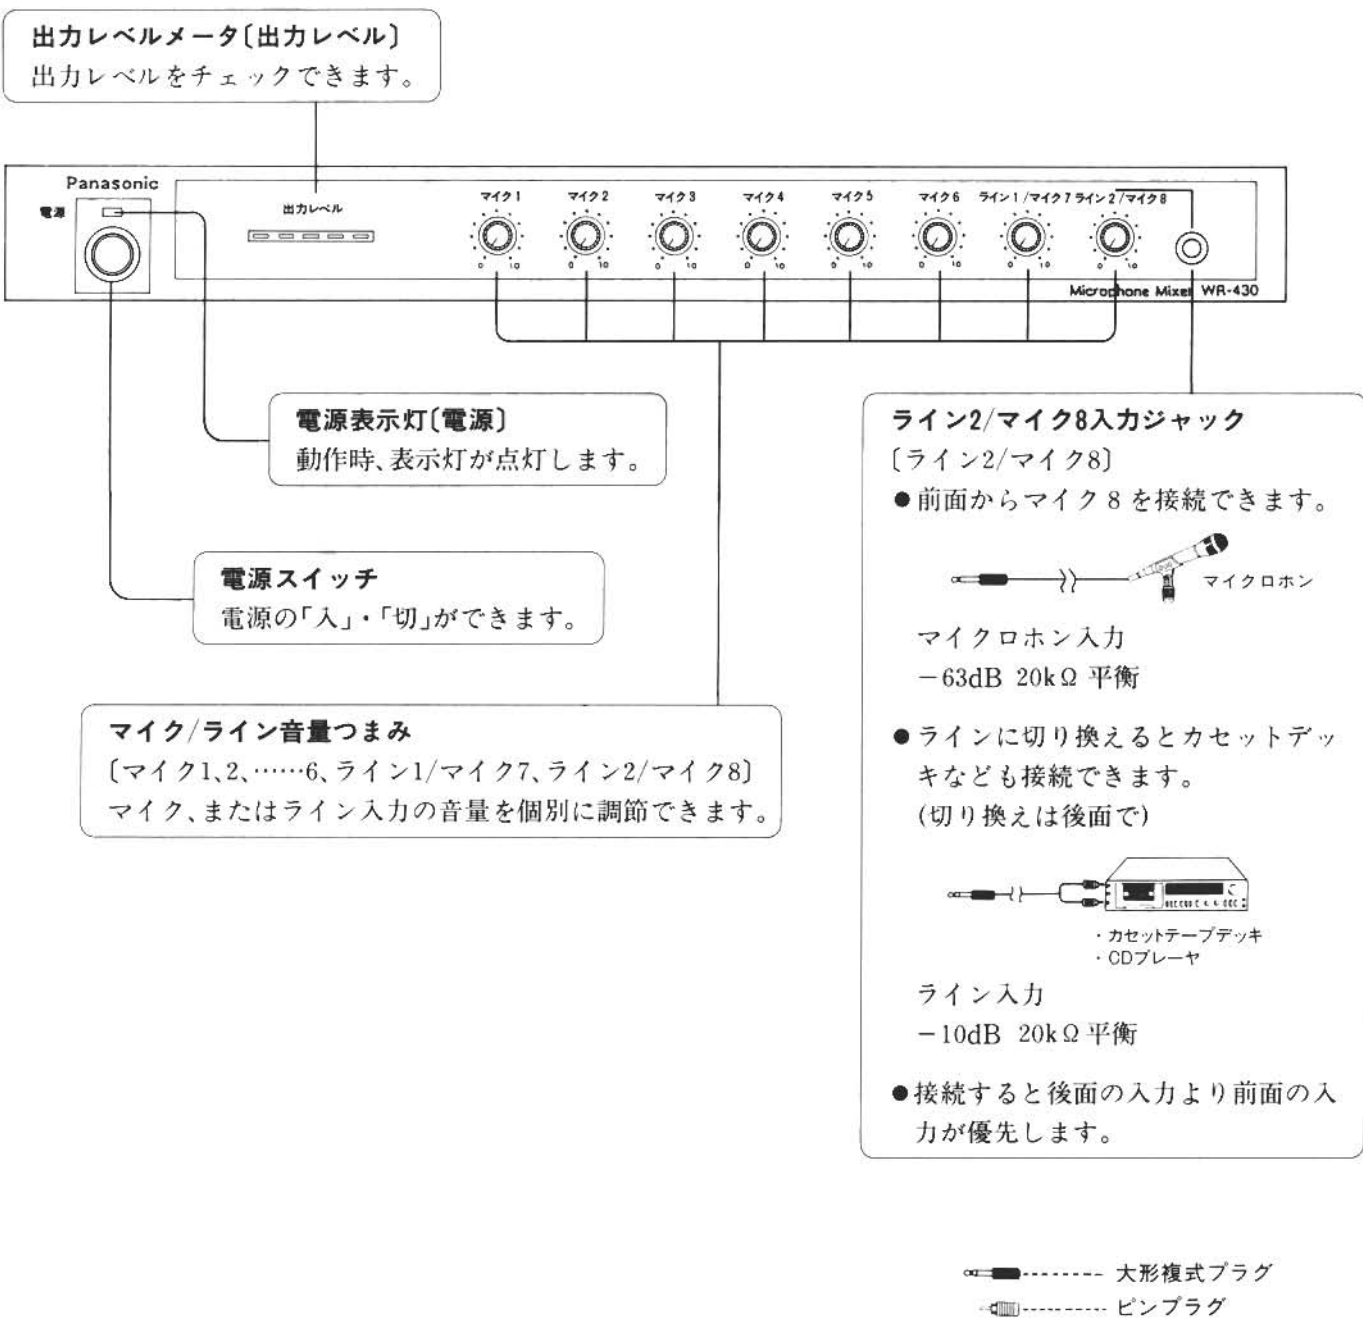 出力レベルメータ〔出力レベル〕
出力レベルをチェックできます。
Panasonic
電源
出力レベル
マイク1
マイク2
マイク3
マイク4
マイク5
マイク6
ライン1/マイク7
ライン2/マイク8
0 10
0 10
0 10
0 10
0 10
0 10
0 10
0 10
Microphone Mixer WR-430
電源表示灯〔電源〕
動作時、表示灯が点灯します。
電源スイッチ
電源の「入」・「切」ができます。
マイク/ライン音量つまみ
〔マイク1、2、……6、ライン1/マイク7、ライン2/マイク8〕
マイク、またはライン入力の音量を個別に調節できます。
ライン2/マイク8入力ジャック
〔ライン2/マイク8〕
●前面からマイク8を接続できます。
マイクロホン
マイクロホン入力
−63dB 20kΩ 平衡
●ラインに切り換えるとカセットデッ
キなども接続できます。
(切り換えは後面で)
・カセットテープデッキ
・CDプレーヤ
ライン入力
−10dB 20kΩ 平衡
●接続すると後面の入力より前面の入
力が優先します。
大形複式プラグ
ピンプラグ